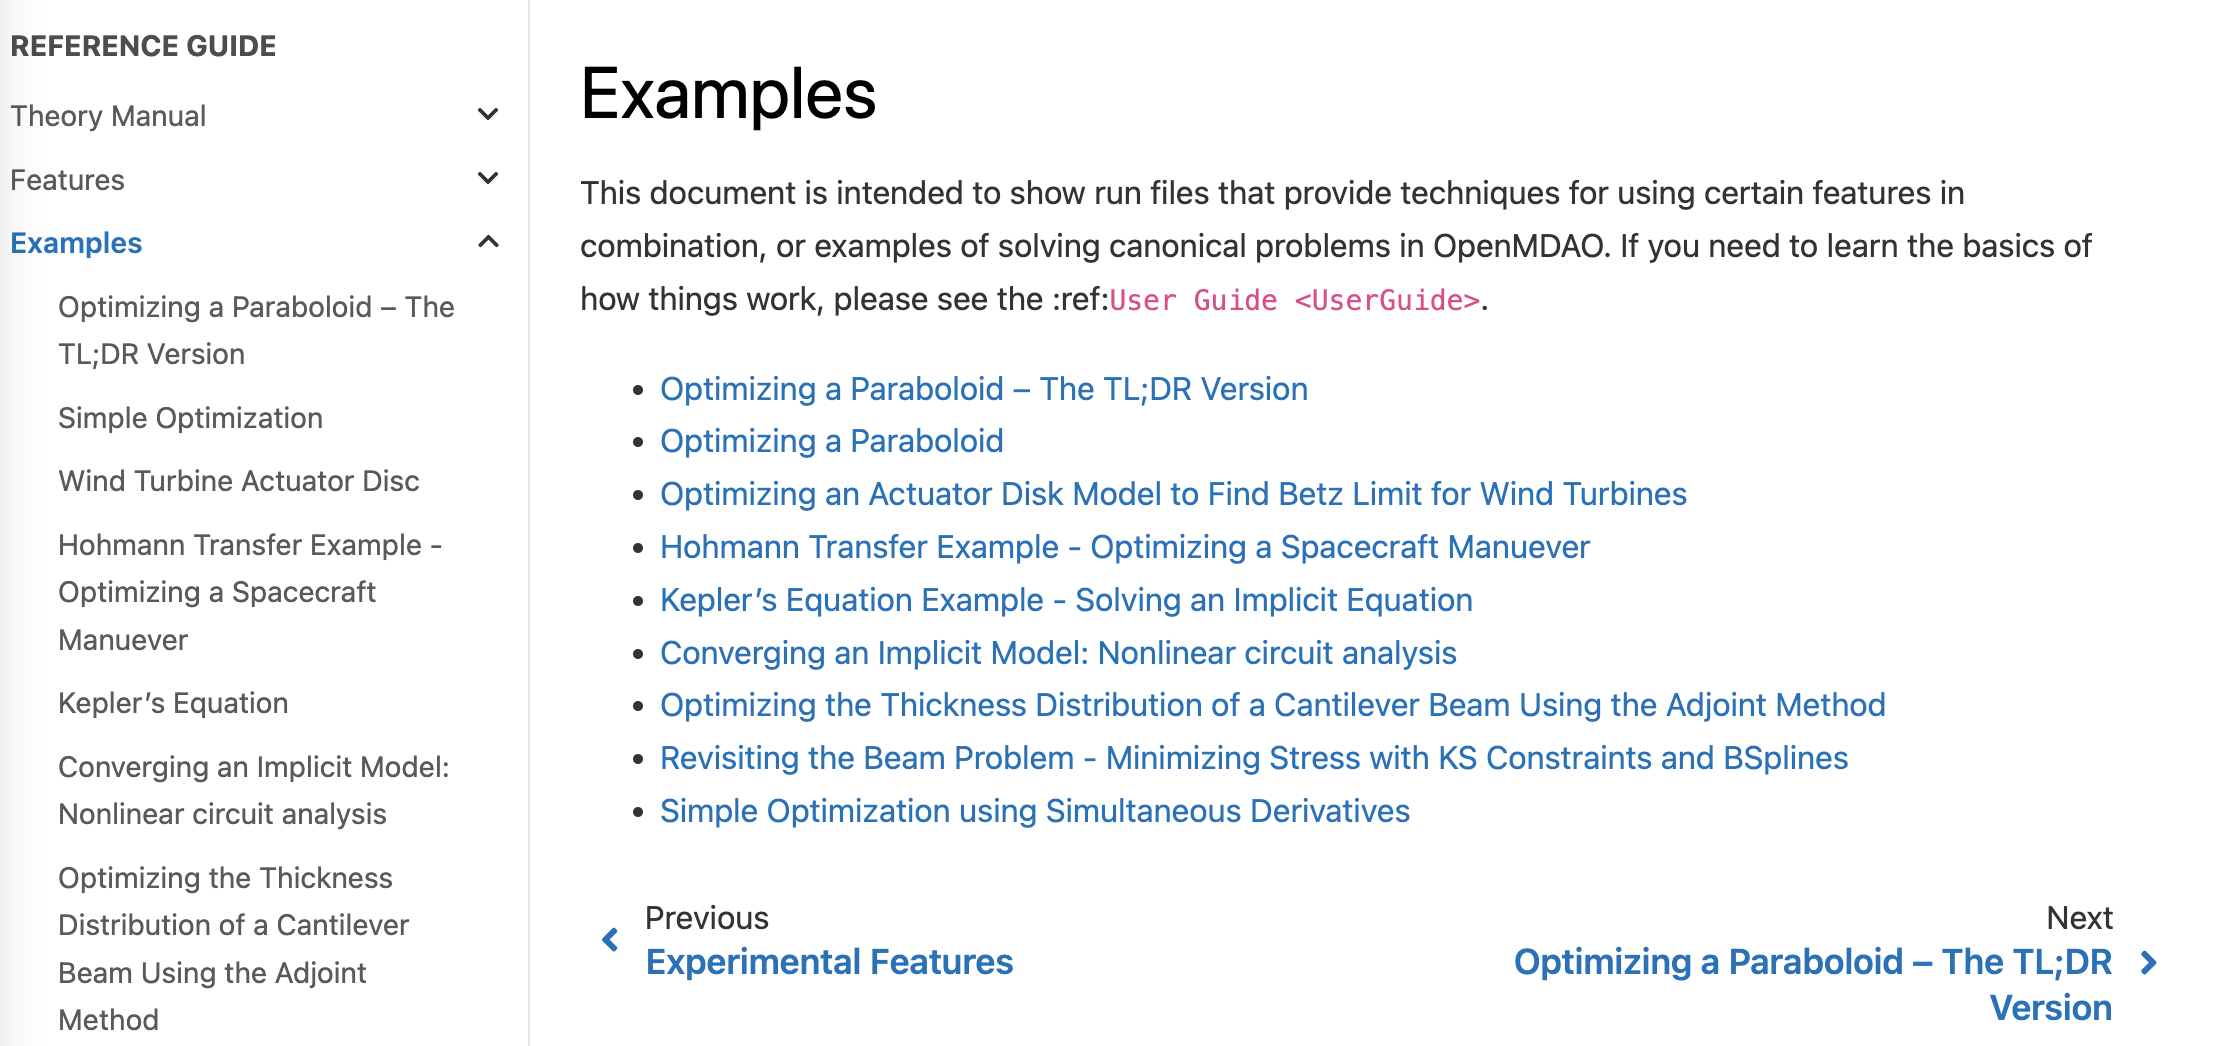 REFERENCE GUIDE
Theory Manual
Features
Examples
Optimizing a Paraboloid – The
TL;DR Version
Simple Optimization
Wind Turbine Actuator Disc
Hohmann Transfer Example -
Optimizing a Spacecraft
Manuever
Kepler’s Equation
Converging an Implicit Model:
Nonlinear circuit analysis
Optimizing the Thickness
Distribution of a Cantilever
Beam Using the Adjoint
Method
Examples
This document is intended to show run files that provide techniques for using certain features in
combination, or examples of solving canonical problems in OpenMDAO. If you need to learn the basics of
how things work, please see the :ref:User Guide <UserGuide>.
• Optimizing a Paraboloid – The TL;DR Version
• Optimizing a Paraboloid
• Optimizing an Actuator Disk Model to Find Betz Limit for Wind Turbines
• Hohmann Transfer Example - Optimizing a Spacecraft Manuever
• Kepler’s Equation Example - Solving an Implicit Equation
• Converging an Implicit Model: Nonlinear circuit analysis
• Optimizing the Thickness Distribution of a Cantilever Beam Using the Adjoint Method
• Revisiting the Beam Problem - Minimizing Stress with KS Constraints and BSplines
• Simple Optimization using Simultaneous Derivatives
Previous
Experimental Features
Next
Optimizing a Paraboloid – The TL;DR
Version